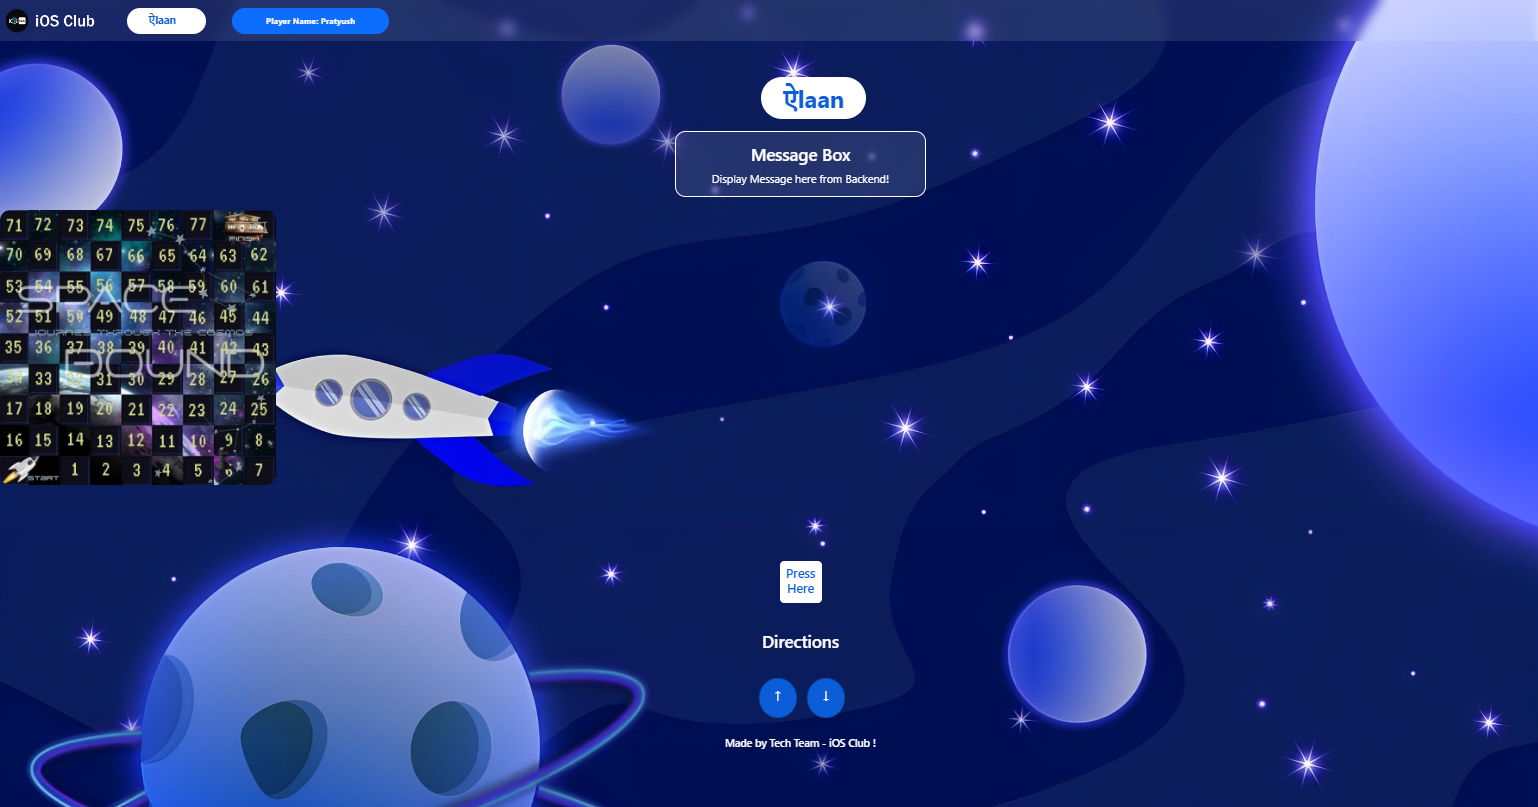 iOS Club
ऐlaan
Player Name: Pratyush
ऐlaan
Message Box
Display Message here from Backend!
71 72 73 74 75 76 77 FINISH
70 69 68 67 66 65 64 63 62
53 54 55 56 57 58 59 60 61
SPACE
52 51 50 49 48 47 46 45 44
JOURNEY THROUGH THE COSMOS
35 36 37 38 39 40 41 42 43
BOUND
34 33 32 31 30 29 28 27 26
17 18 19 20 21 22 23 24 25
16 15 14 13 12 11 10 9 8
START 1 2 3 4 5 6 7
Press
Here
Directions
↑ ↓
Made by Tech Team - iOS Club !